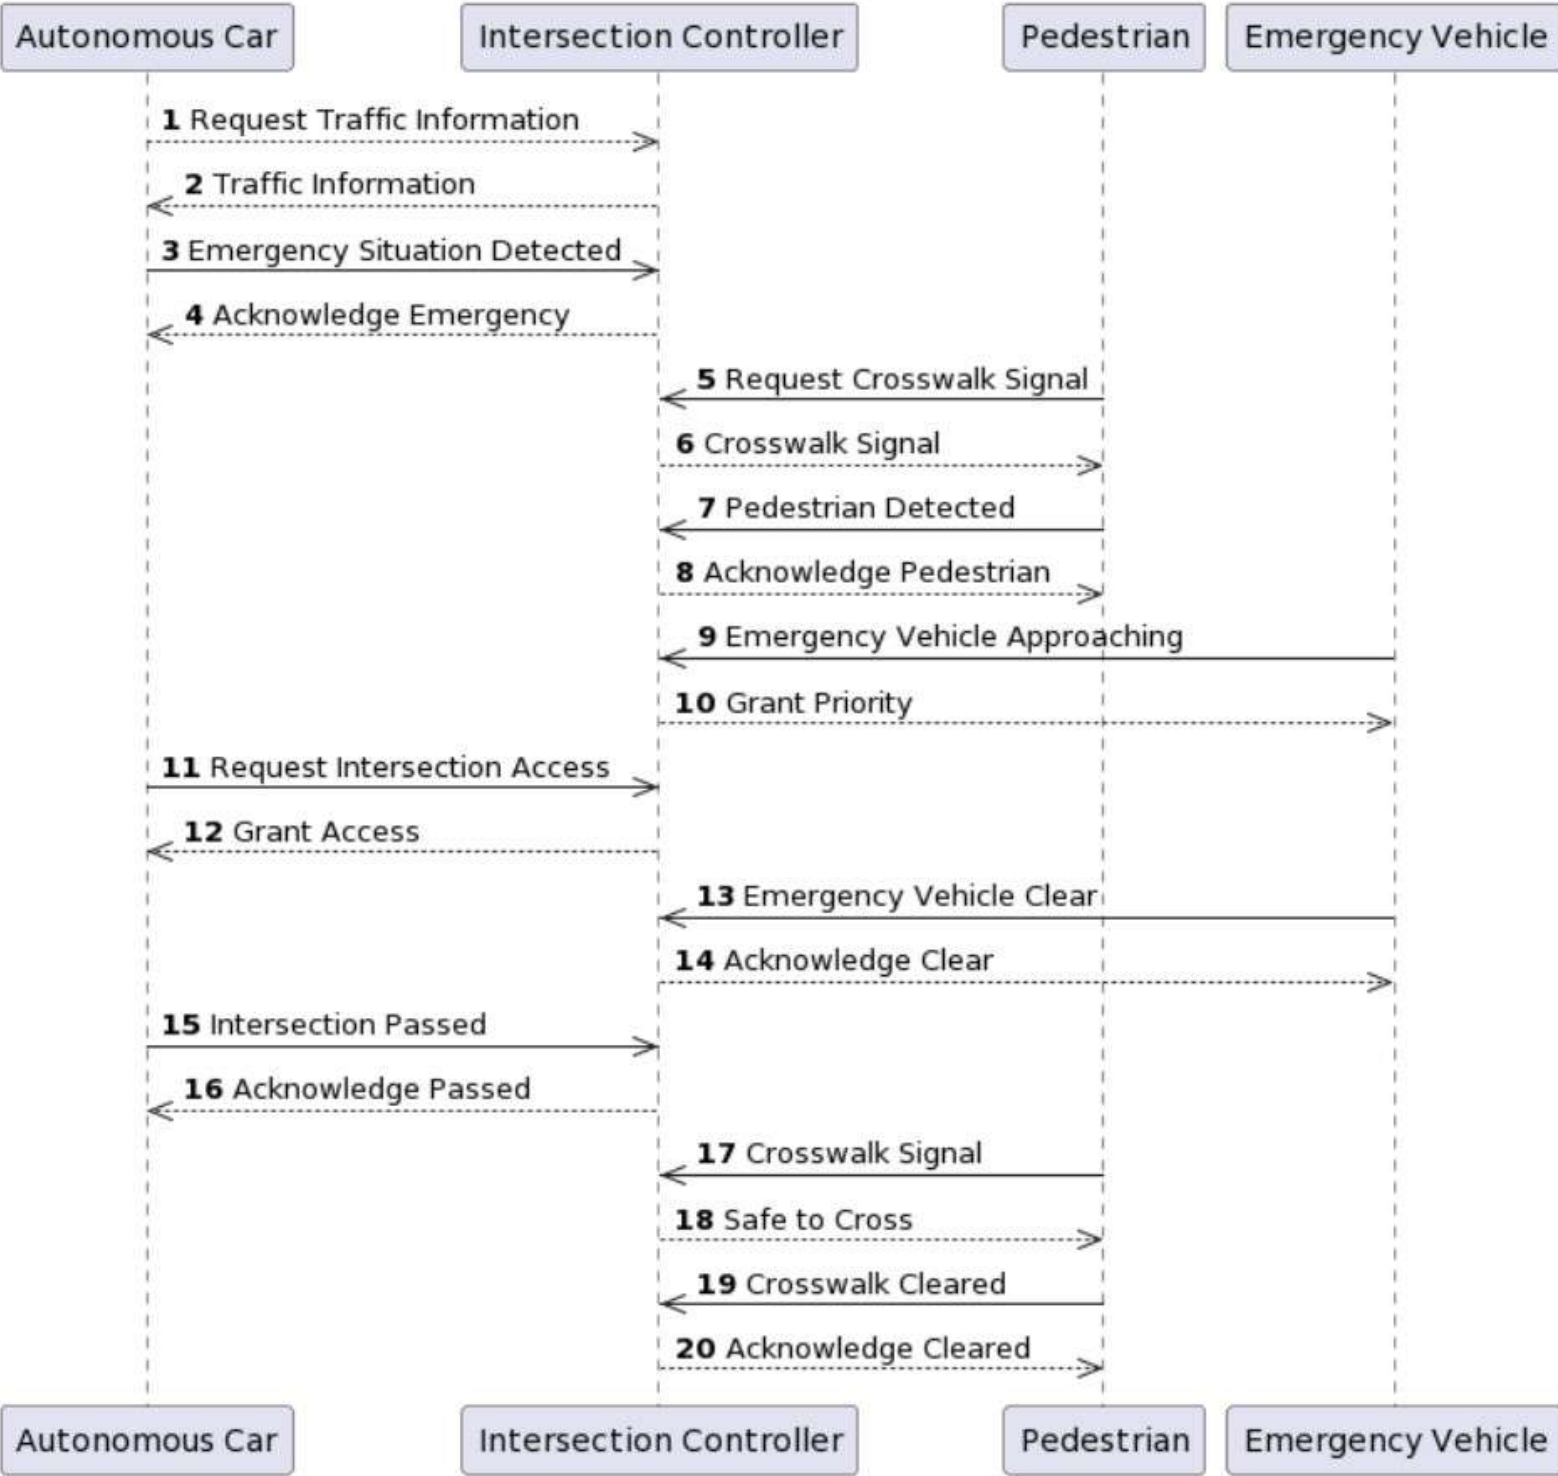 Autonomous Car
Intersection Controller
Pedestrian
Emergency Vehicle
1 Request Traffic Information
2 Traffic Information
3 Emergency Situation Detected
4 Acknowledge Emergency
5 Request Crosswalk Signal
6 Crosswalk Signal
7 Pedestrian Detected
8 Acknowledge Pedestrian
9 Emergency Vehicle Approaching
10 Grant Priority
11 Request Intersection Access
12 Grant Access
13 Emergency Vehicle Clear
14 Acknowledge Clear
15 Intersection Passed
16 Acknowledge Passed
17 Crosswalk Signal
18 Safe to Cross
19 Crosswalk Cleared
20 Acknowledge Cleared
Autonomous Car
Intersection Controller
Pedestrian
Emergency Vehicle